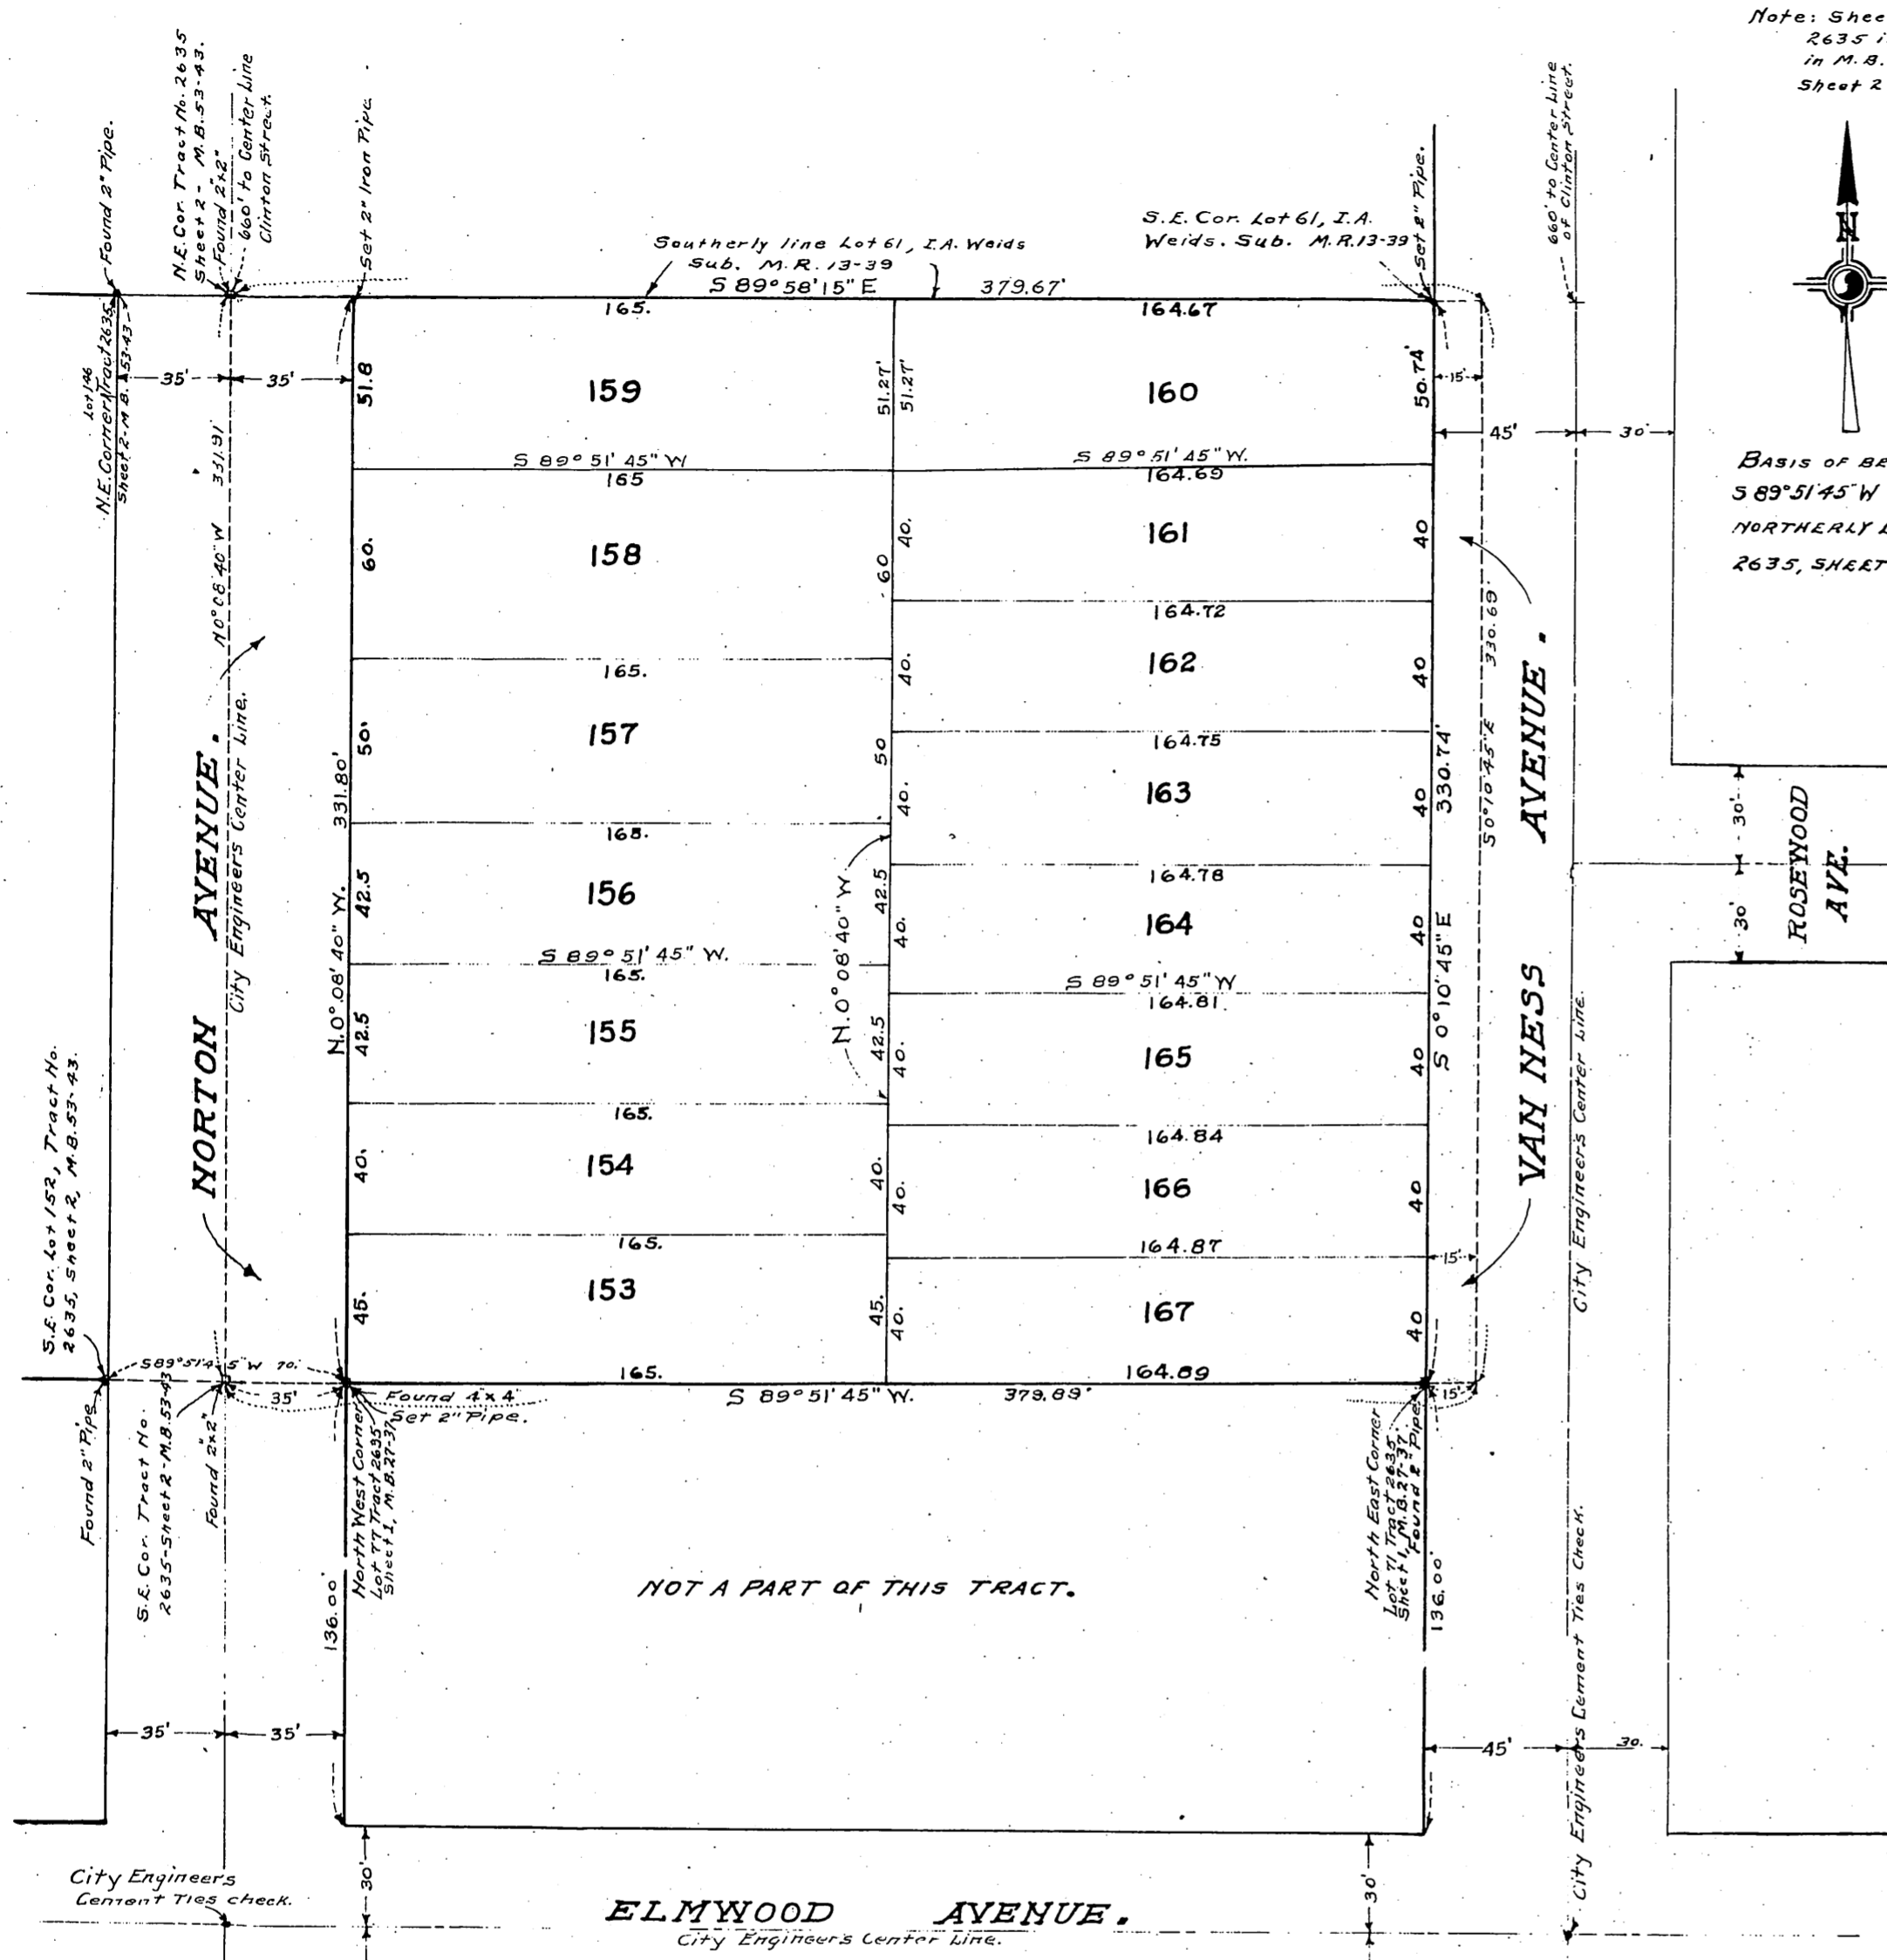 Note: Shee
2635 i
in M.B.
Sheet 2
Found 2" Pipe.
N.E. Cor. Tract No. 2635
Sheet 2 - M.B. 53-43.
Found 2"x2"
660' to Center Line
Clinton Street.
Set 2" Iron Pipe
Southerly line Lot 61, I.A. Weids
Sub. M.R. 13-39
S 89° 58' 15" E 379.67'
S.E. Cor. Lot 61, I.A.
Weids. Sub. M.R. 13-39
Set 2" Pipe.
660' to Center Line
of Clinton Street.
N
BASIS OF BE
S 89° 51' 45" W
NORTHERLY L
2635, SHEET
Lot 146
N.E. Corner Tract 2635
Sheet 2 - M.B. 53-43
35'
35'
N 0° 08' 40" W 331.91'
City Engineers Center Line.
NORTON AVENUE.
N. 0° 08' 40" W. 331.80'
165.
51.8
159
51.27'
S 89° 51' 45" W
165
60.
158
60
165.
50.
157
50
165.
42.5
156
42.5
S 89° 51' 45" W.
165.
42.5
155
42.5
165.
40.
154
40.
165.
45.
153
45.
165.
N. 0° 08' 40" W.
164.67
51.27'
160
50.74'
S 89° 51' 45" W.
164.69
40.
161
40
164.72
40.
162
40
164.75
40.
163
40
164.78
40.
164
40
S 89° 51' 45" W
164.81
40.
165
40
164.84
40.
166
40
164.87
40.
167
40
164.89
S 89° 51' 45" W. 379.89'
15'
45'
30'
330.74'
S 0° 10' 45" E
S 0° 10' 45" E 330.69'
VAN NESS AVENUE.
City Engineers Center Line.
30'
30'
ROSEWOOD
AVE.
15'
15'
S.E. Cor. Lot 152, Tract No.
2635, Sheet 2, M.B. 53-43.
S 89° 51' 45" W 70.'
35'
Found 2" Pipe
S.E. Cor. Tract No.
2635-Sheet 2-M.B. 53-43
Found 2"x2"
Found 4"x4"
Set 2" Pipe.
North West Corner
Lot 77 Tract 2635
Sheet 1, M.B. 27-37
North East Corner
Lot 71 Tract 2635
Sheet 1, M.B. 27-37
Found 2" Pipe
136.00'
NOT A PART OF THIS TRACT.
136.00'
35'
35'
45'
30.
City Engineers Cement Ties Check.
City Engineers
Cement Ties check.
30'
30'
ELMWOOD AVENUE.
City Engineers Center Line.